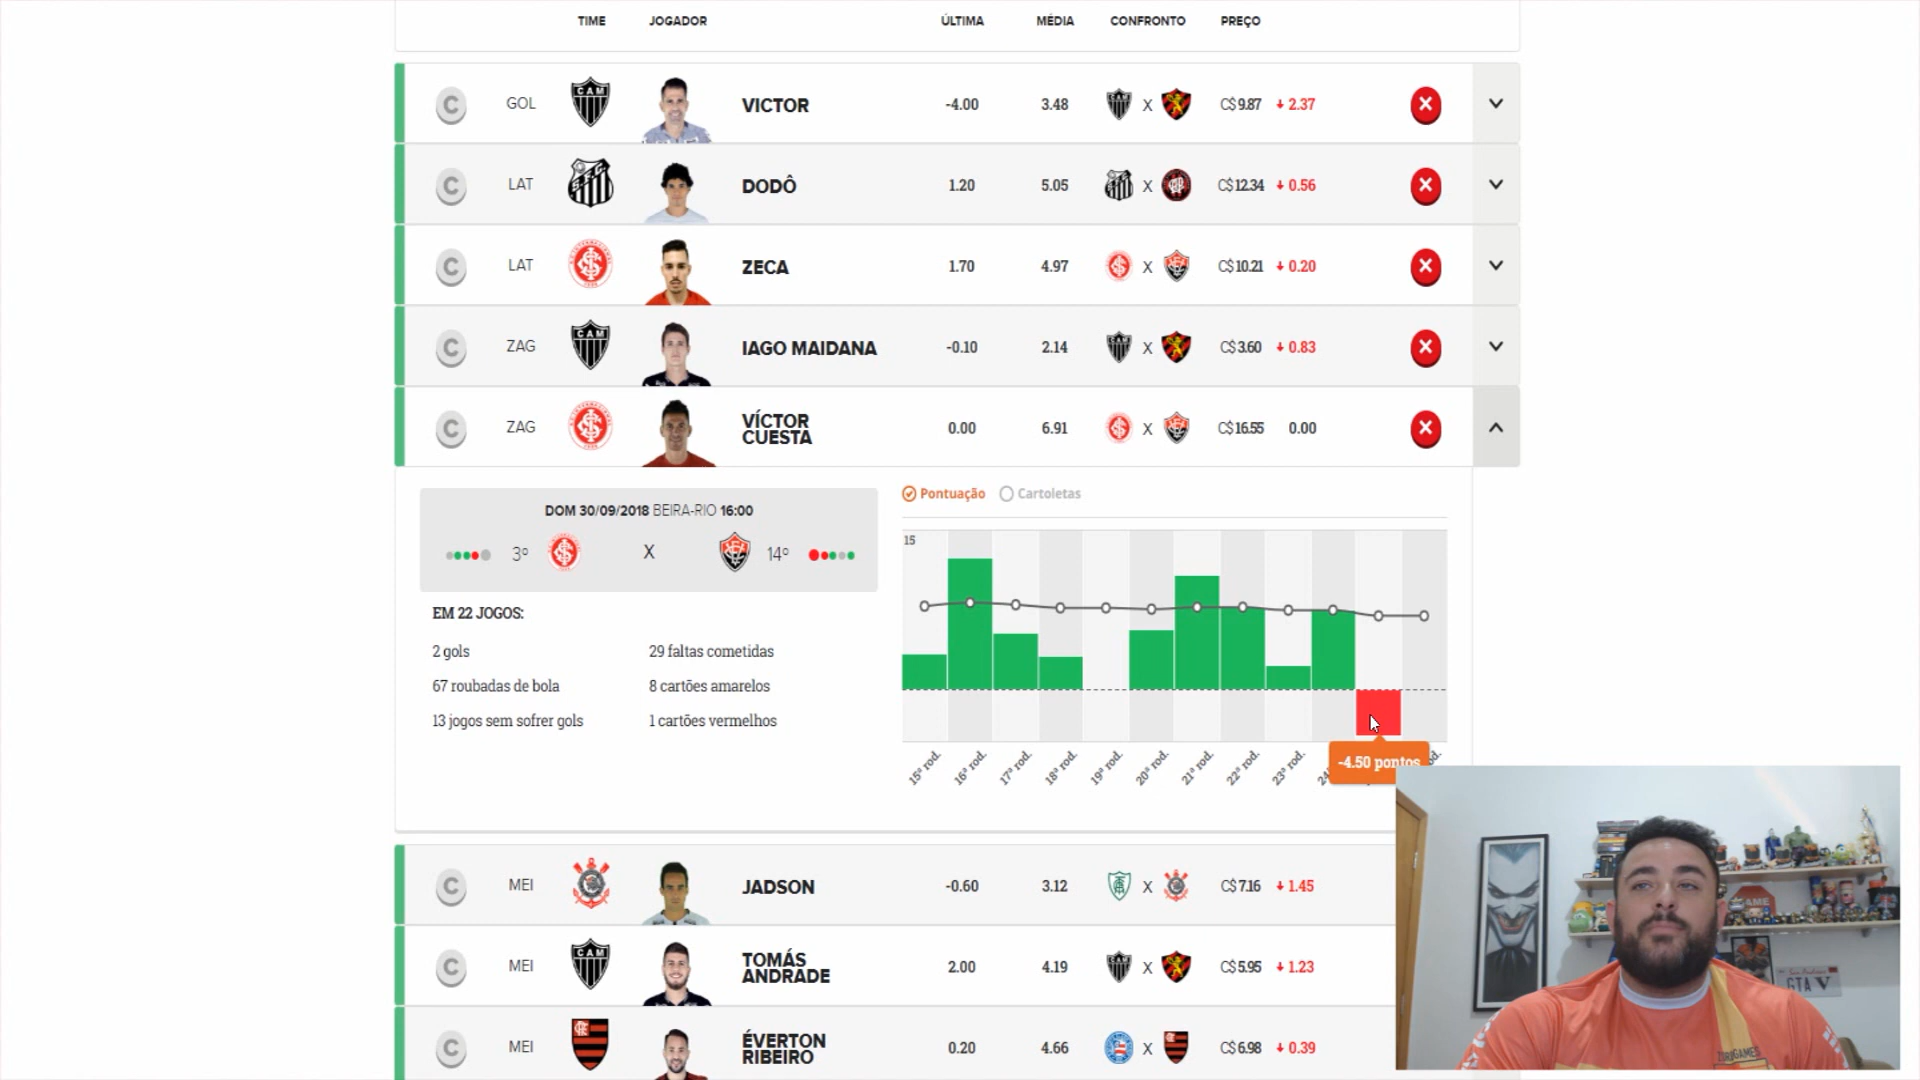 TIME JOGADOR ÚLTIMA MÉDIA CONFRONTO PREÇO
C GOL CAM VICTOR -4.00 3.48 X C$ 9.87 2.37
C LAT DODÔ 1.20 5.05 X C$ 12.34 0.56
C LAT ZECA 1.70 4.97 X C$ 10.21 0.20
C ZAG CAM IAGO MAIDANA -0.10 2.14 X C$ 3.60 0.83
C ZAG VÍCTOR CUESTA 0.00 6.91 X C$ 16.55 0.00
DOM 30/09/2018 BEIRA-RIO 16:00
3º X 14º
EM 22 JOGOS:
2 gols 29 faltas cometidas
67 roubadas de bola 8 cartões amarelos
13 jogos sem sofrer gols 1 cartões vermelhos
Pontuação Cartoletas
15
15ª rod. 16ª rod. 17ª rod. 18ª rod. 19ª rod. 20ª rod. 21ª rod. 22ª rod. 23ª rod.
-4.50 pontos
C MEI JADSON -0.60 3.12 X C$ 7.16 1.45
C MEI CAM TOMÁS ANDRADE 2.00 4.19 X C$ 5.95 1.23
C MEI ÉVERTON RIBEIRO 0.20 4.66 X C$ 6.98 0.39
GTA V